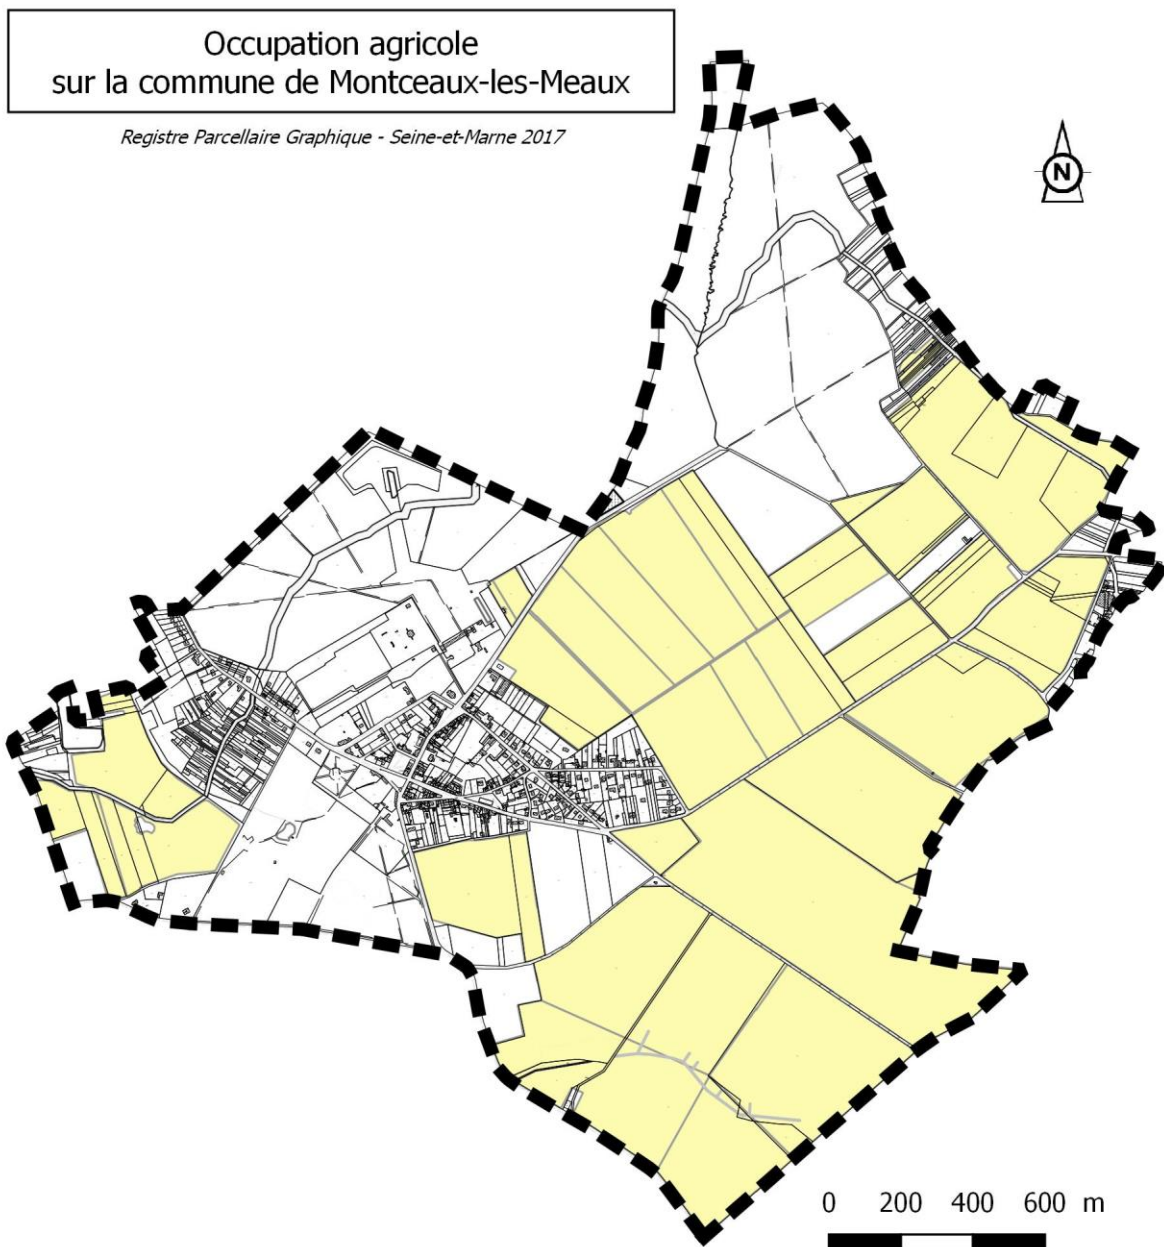 Occupation agricole
sur la commune de Montceaux-les-Meaux
Registre Parcellaire Graphique - Seine-et-Marne 2017
N
0 200 400 600 m